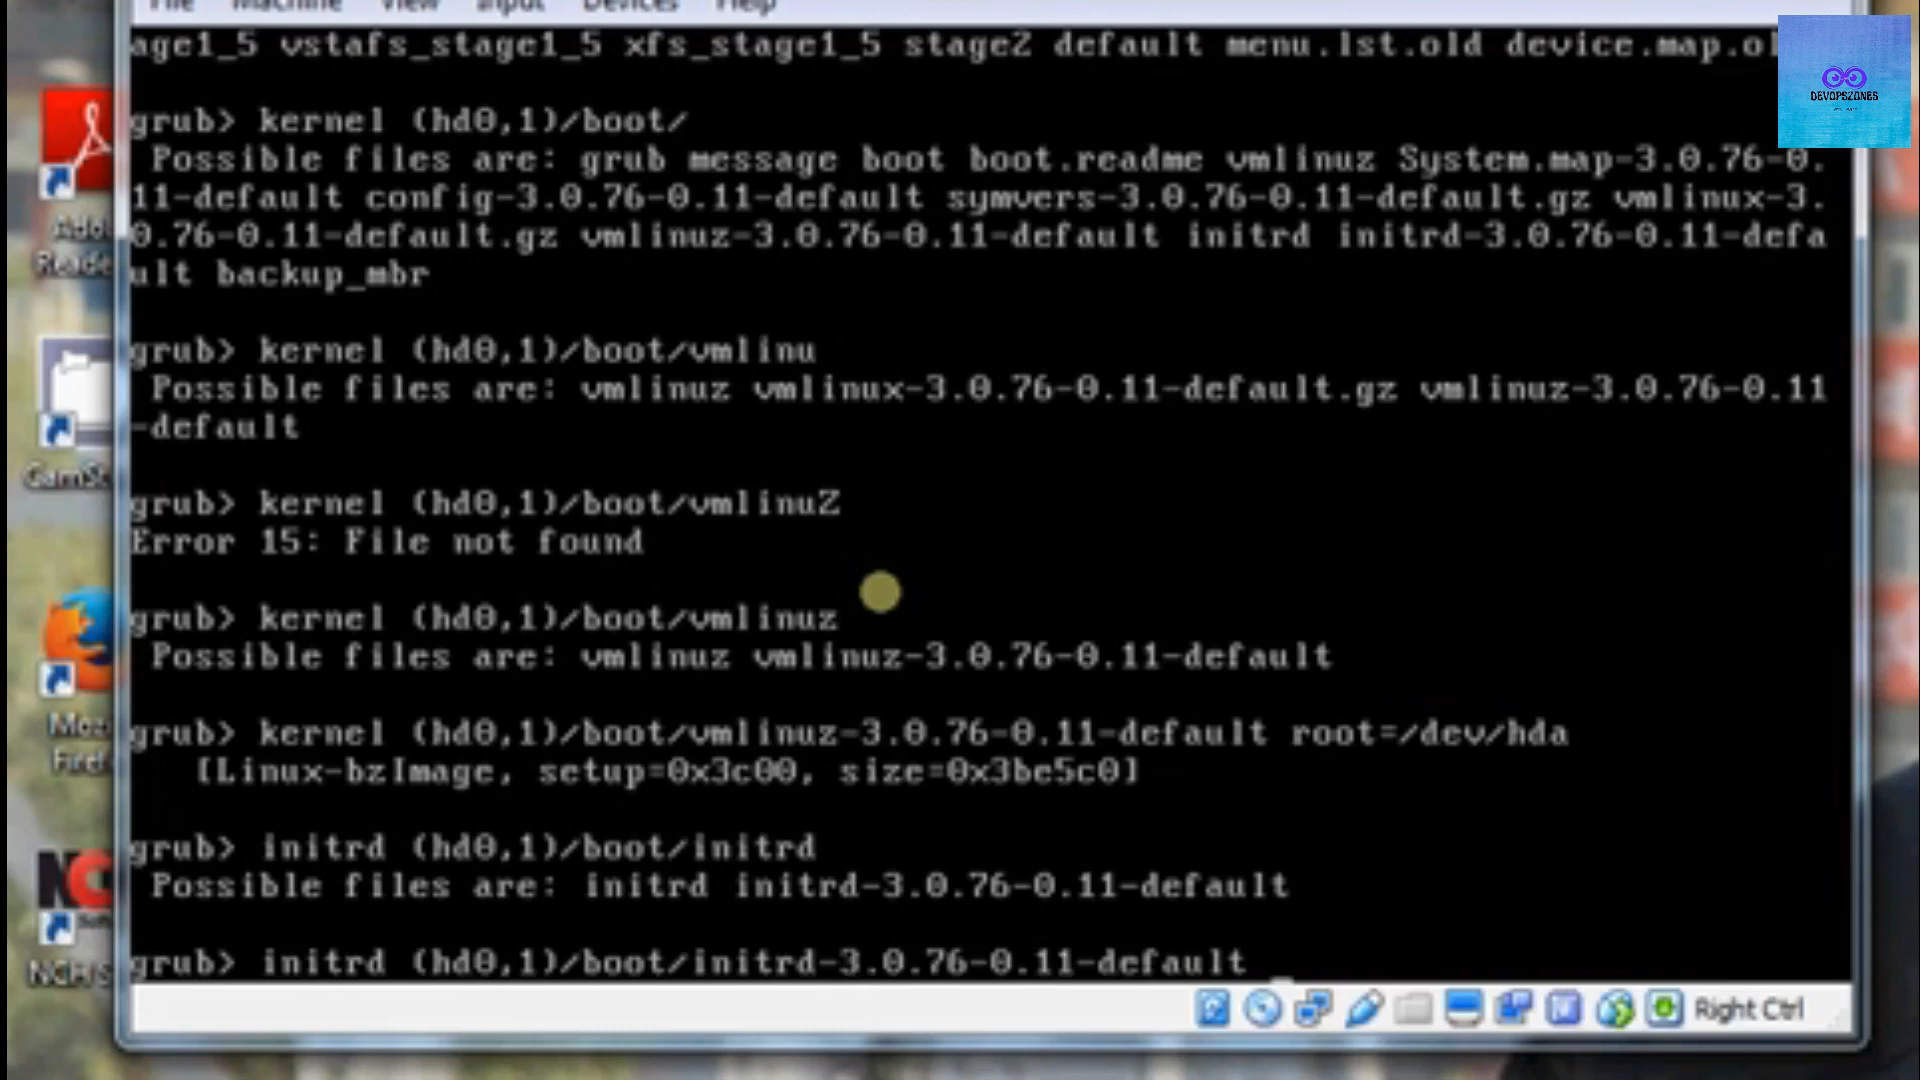 File Machine View Input Devices Help
age1_5 vstafs_stage1_5 xfs_stage1_5 stage2 default menu.lst.old device.map.ol
DEVOPSZONES
grub> kernel (hd0,1)/boot/
Possible files are: grub message boot boot.readme vmlinuz System.map-3.0.76-0.
11-default config-3.0.76-0.11-default symvers-3.0.76-0.11-default.gz vmlinux-3.
0.76-0.11-default.gz vmlinuz-3.0.76-0.11-default initrd initrd-3.0.76-0.11-defa
ult backup_mbr
grub> kernel (hd0,1)/boot/vmlinu
Possible files are: vmlinuz vmlinux-3.0.76-0.11-default.gz vmlinuz-3.0.76-0.11
-default
grub> kernel (hd0,1)/boot/vmlinuZ
Error 15: File not found
grub> kernel (hd0,1)/boot/vmlinuz
Possible files are: vmlinuz vmlinuz-3.0.76-0.11-default
grub> kernel (hd0,1)/boot/vmlinuz-3.0.76-0.11-default root=/dev/hda
[Linux-bzImage, setup=0x3c00, size=0x3be5c0]
grub> initrd (hd0,1)/boot/initrd
Possible files are: initrd initrd-3.0.76-0.11-default
grub> initrd (hd0,1)/boot/initrd-3.0.76-0.11-default
Right Ctrl
Reade
Mozi
Firef
NCH S